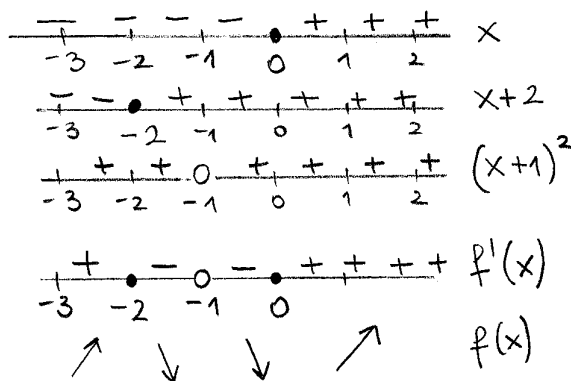 — — — — + + + x
-3 -2 -1 0 1 2
— — + + + + + + x+2
-3 -2 -1 0 1 2
+ + + + + + (x+1)²
-3 -2 -1 0 1 2
+ — — + + + + f'(x)
-3 -2 -1 0
↗ ↘ ↘ ↗ f(x)